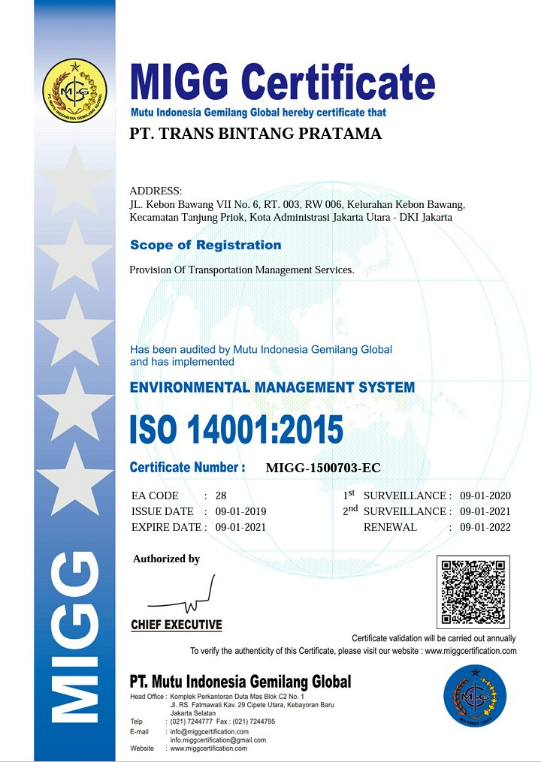 MIGG Certificate
Mutu Indonesia Gemilang Global hereby certificate that
PT. TRANS BINTANG PRATAMA
ADDRESS:
JL. Kebon Bawang VII No. 6, RT. 003, RW 006, Kelurahan Kebon Bawang,
Kecamatan Tanjung Priok, Kota Administrasi Jakarta Utara - DKI Jakarta
Scope of Registration
Provision Of Transportation Management Services.
Has been audited by Mutu Indonesia Gemilang Global
and has implemented
ENVIRONMENTAL MANAGEMENT SYSTEM
ISO 14001:2015
Certificate Number : MIGG-1500703-EC
EA CODE : 28
ISSUE DATE : 09-01-2019
EXPIRE DATE : 09-01-2021
1st SURVEILLANCE : 09-01-2020
2nd SURVEILLANCE : 09-01-2021
RENEWAL : 09-01-2022
Authorized by
CHIEF EXECUTIVE
Certificate validation will be carried out annually
To verify the authenticity of this Certificate, please visit our website : www.miggcertification.com
PT. Mutu Indonesia Gemilang Global
Head Office : Komplek Perkantoran Duta Mas Blok C2 No. 1
JL. RS. Fatmawati Kav. 29 Cipete Utara, Kebayoran Baru
Jakarta Selatan
Telp : (021) 7244777 Fax : (021) 7244795
E-mail : info@miggcertification.com
info.miggcertification@gmail.com
Website : www.miggcertification.com
MIGG